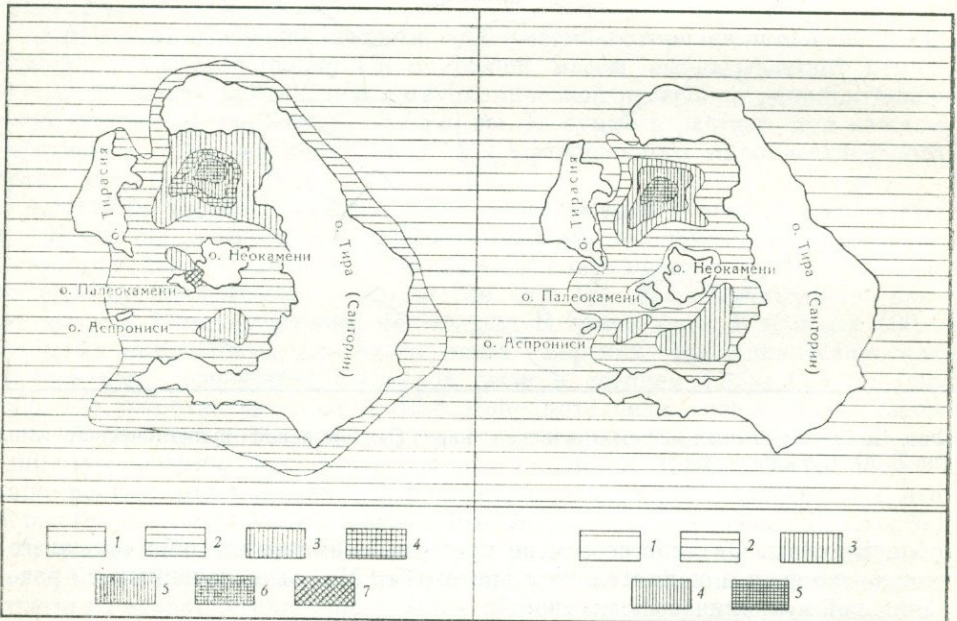 о. Тирасия
о. Неокамени
о. Палеокамени
о. Аспрониси
о. Тира
(Санторин)
о. Тирасия
о. Неокамени
о. Палеокамени
о. Аспрониси
о. Тира
(Санторин)
1 2 3 4
5 6 7
1 2 3
4 5